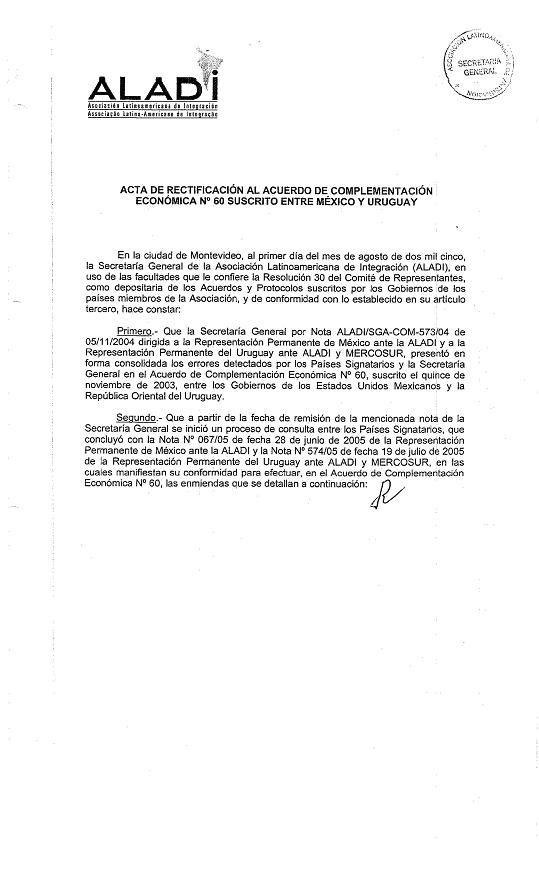 ALADI
Asociación Latinoamericana de Integración
Associação Latino-Americana de Integração
SECRETARIA
GENERAL
ACTA DE RECTIFICACIÓN AL ACUERDO DE COMPLEMENTACIÓN
ECONÓMICA Nº 60 SUSCRITO ENTRE MÉXICO Y URUGUAY
En la ciudad de Montevideo, al primer día del mes de agosto de dos mil cinco,
la Secretaría General de la Asociación Latinoamericana de Integración (ALADI), en
uso de las facultades que le confiere la Resolución 30 del Comité de Representantes,
como depositaria de los Acuerdos y Protocolos suscritos por los Gobiernos de los
países miembros de la Asociación, y de conformidad con lo establecido en su artículo
tercero, hace constar:
Primero.- Que la Secretaría General por Nota ALADI/SGA-COM-573/04 de
05/11/2004 dirigida a la Representación Permanente de México ante la ALADI y a la
Representación Permanente del Uruguay ante ALADI y MERCOSUR, presentó en
forma consolidada los errores detectados por los Países Signatarios y la Secretaría
General en el Acuerdo de Complementación Económica Nº 60, suscrito el quince de
noviembre de 2003, entre los Gobiernos de los Estados Unidos Mexicanos y la
República Oriental del Uruguay.
Segundo.- Que a partir de la fecha de remisión de la mencionada nota de la
Secretaría General se inició un proceso de consulta entre los Países Signatarios, que
concluyó con la Nota Nº 067/05 de fecha 28 de junio de 2005 de la Representación
Permanente de México ante la ALADI y la Nota Nº 574/05 de fecha 19 de julio de 2005
de la Representación Permanente del Uruguay ante ALADI y MERCOSUR, en las
cuales manifiestan su conformidad para efectuar, en el Acuerdo de Complementación
Económica Nº 60, las enmiendas que se detallan a continuación: